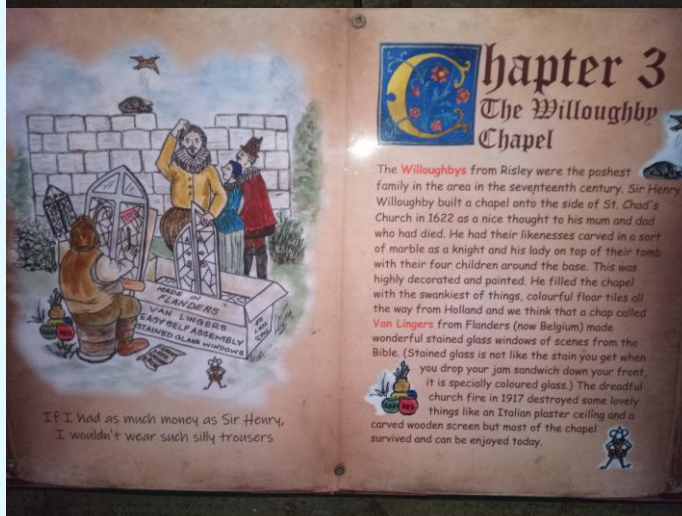 MADE IN
FLANDERS
VAN LINGERS
EASY SELF ASSEMBLY
STAINED GLASS WINDOWS
If I had as much money as Sir Henry,
I wouldn't wear such silly trousers
Chapter 3
The Willoughby
Chapel
The Willoughbys from Risley were the poshest
family in the area in the seventeenth century. Sir Henry
Willoughby built a chapel onto the side of St. Chad's
Church in 1622 as a nice thought to his mum and dad
who had died. He had their likenesses carved in a sort
of marble as a knight and his lady on top of their tomb
with their four children around the base. This was
highly decorated and painted. He filled the chapel
with the swankiest of things, colourful floor tiles all
the way from Holland and we think that a chap called
Van Lingers from Flanders (now Belgium) made
wonderful stained glass windows of scenes from the
Bible. (Stained glass is not like the stain you get when
you drop your jam sandwich down your front,
it is specially coloured glass.) The dreadful
church fire in 1917 destroyed some lovely
things like an Italian plaster ceiling and a
carved wooden screen but most of the chapel
survived and can be enjoyed today.